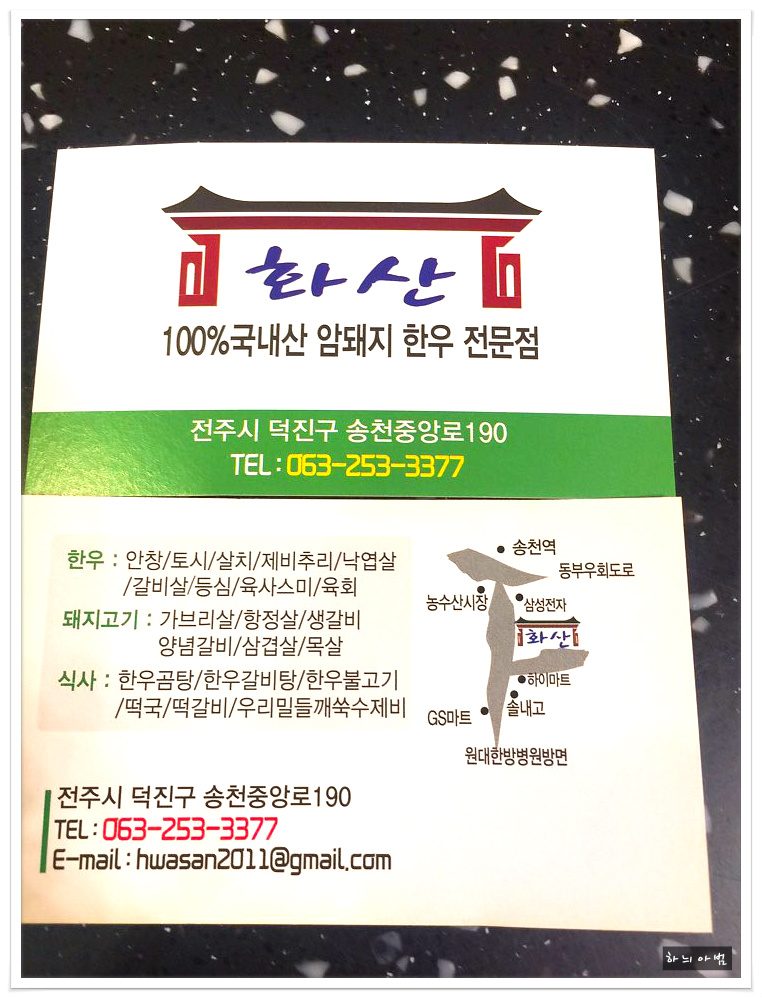 화산
100%국내산 암돼지 한우 전문점
전주시 덕진구 송천중앙로190
TEL : 063-253-3377
한우 : 안창/토시/살치/제비추리/낙엽살
/갈비살/등심/육사스미/육회
돼지고기 : 가브리살/항정살/생갈비
양념갈비/삼겹살/목살
식사 : 한우곰탕/한우갈비탕/한우불고기
/떡국/떡갈비/우리밀들깨쑥수제비
송천역
동부우회도로
농수산시장
삼성전자
화산
하이마트
솔내고
GS마트
원대한방병원방면
전주시 덕진구 송천중앙로190
TEL : 063-253-3377
E-mail : hwasan2011@gmail.com
하늬아범